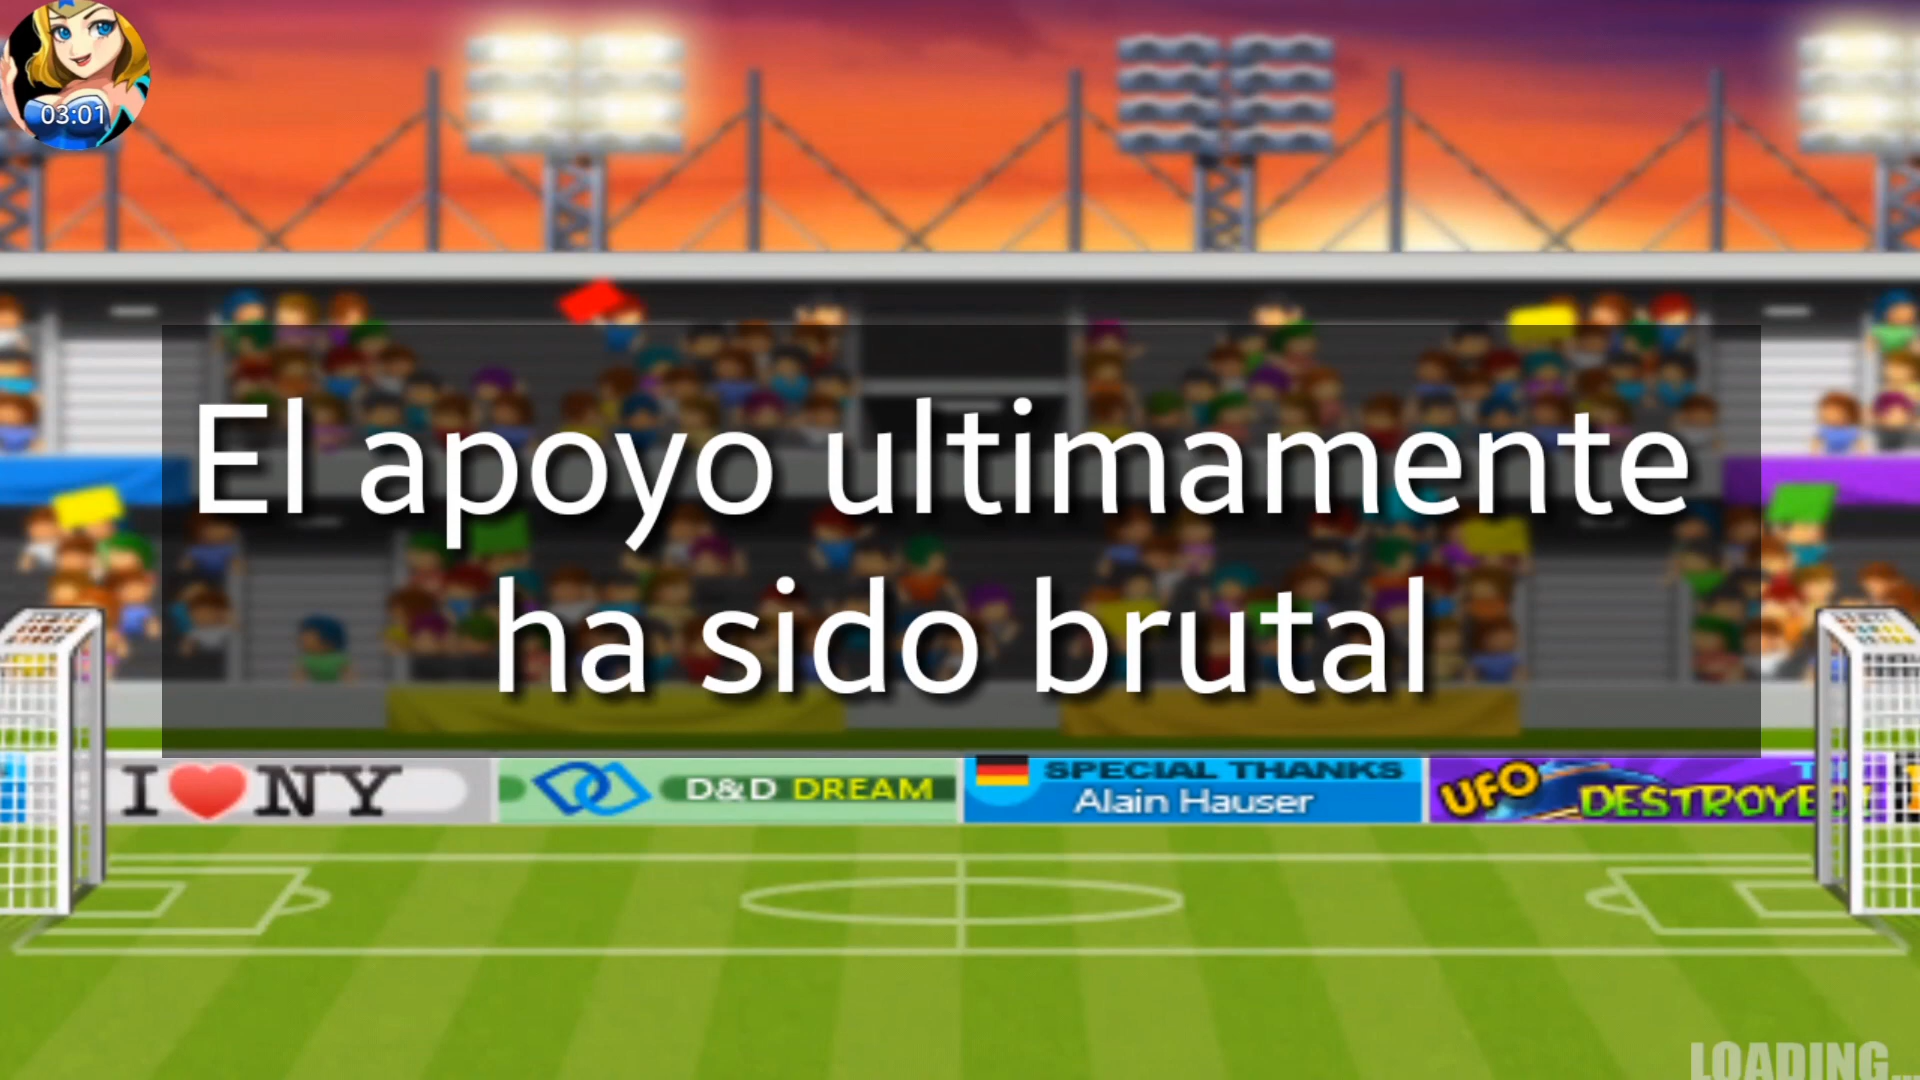 03:01
El apoyo ultimamente
ha sido brutal
I ❤ NY
D&D DREAM
SPECIAL THANKS
Alain Hauser
UFO
LOADING...